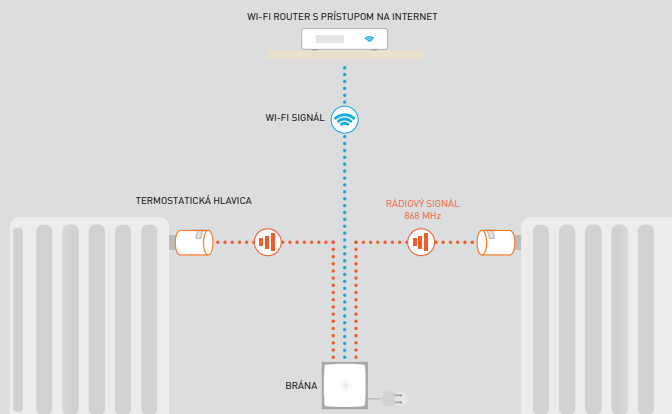 WI-FI ROUTER S PRÍSTUPOM NA INTERNET
WI-FI SIGNÁL
TERMOSTATICKÁ HLAVICA
RÁDIOVÝ SIGNÁL
868 MHz
BRÁNA